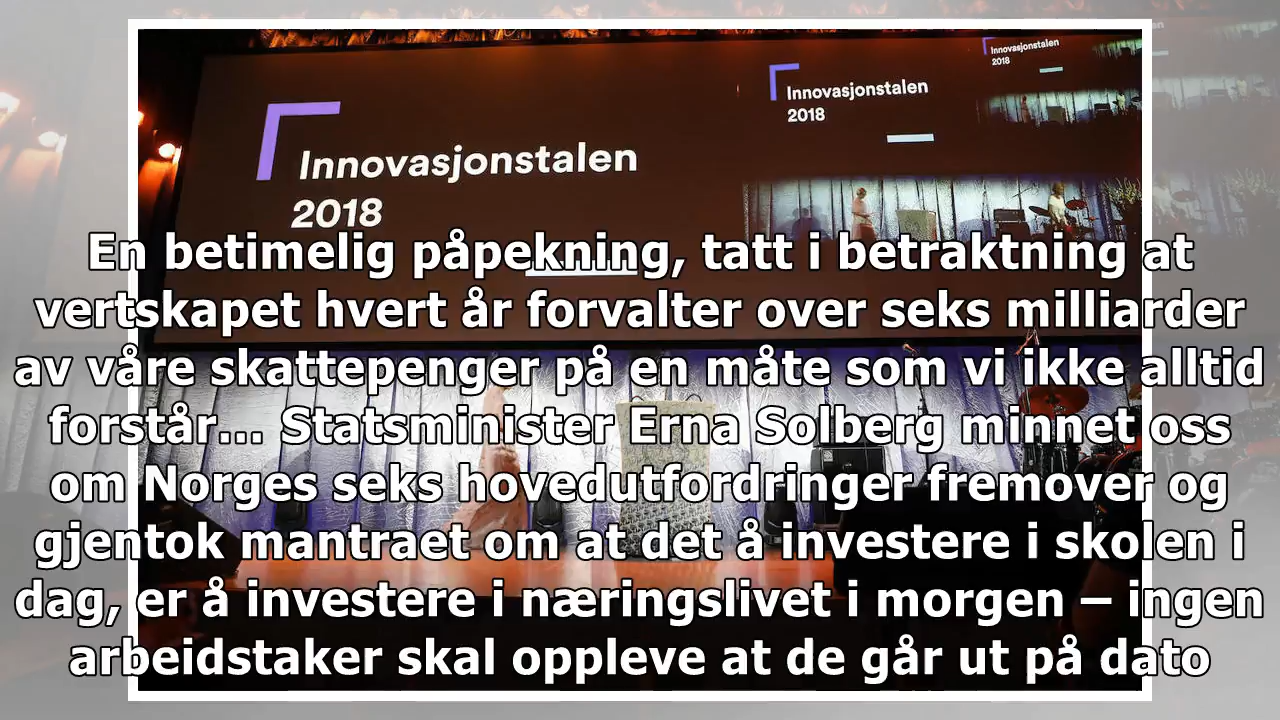 Innovasjonstalen
2018
Innovasjonstalen
2018
Innovasjonstalen
2018
En betimelig påpekning, tatt i betraktning at
vertskapet hvert år forvalter over seks milliarder
av våre skattepenger på en måte som vi ikke alltid
forstår... Statsminister Erna Solberg minnet oss
om Norges seks hovedutfordringer fremover og
gjentok mantraet om at det å investere i skolen i
dag, er å investere i næringslivet i morgen – ingen
arbeidstaker skal oppleve at de går ut på dato